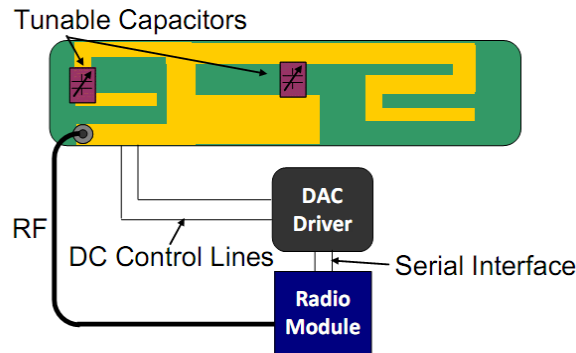 Tunable Capacitors
RF
DAC
Driver
DC Control Lines
Serial Interface
Radio
Module